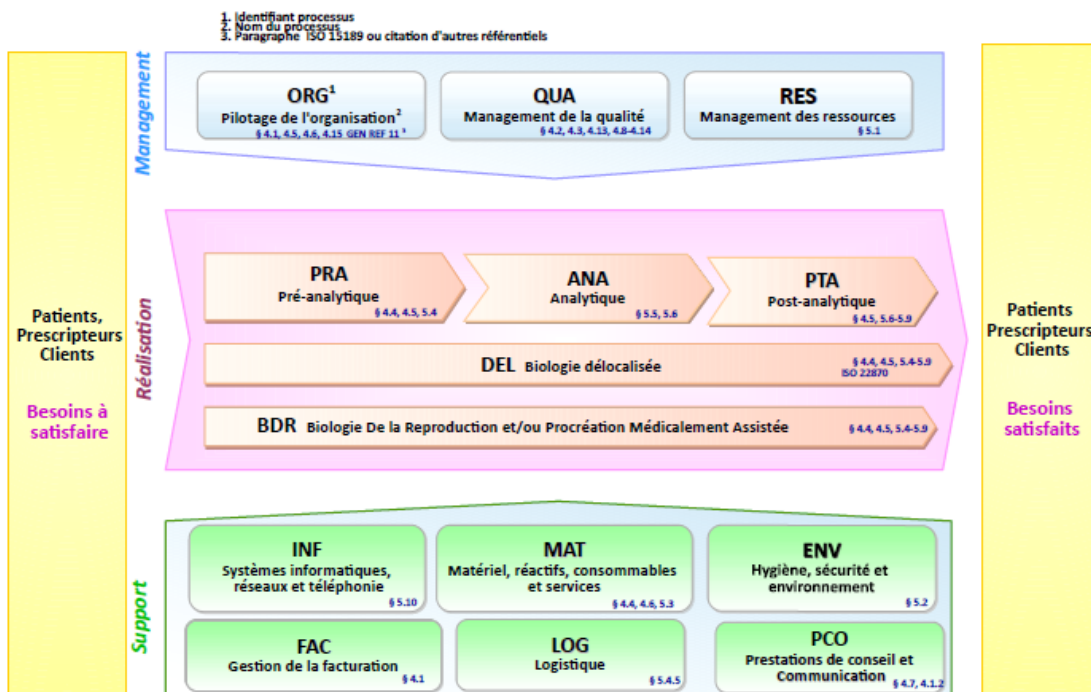 1. Identifiant processus
2. Nom du processus
3. Paragraphe ISO 15189 ou citation d'autres référentiels
Management
ORG¹
Pilotage de l'organisation²
§ 4.1, 4.5, 4.6, 4.15 GEN REF 11 ³
QUA
Management de la qualité
§ 4.2, 4.3, 4.13, 4.8-4.14
RES
Management des ressources
§ 5.1
Patients,
Prescripteurs
Clients
Besoins à
satisfaire
Réalisation
PRA
Pré-analytique
§ 4.4, 4.5, 5.4
ANA
Analytique
§ 5.5, 5.6
PTA
Post-analytique
§ 4.5, 5.6-5.9
DEL Biologie délocalisée
§ 4.4, 4.5, 5.4-5.9
ISO 22870
BDR Biologie De la Reproduction et/ou Procréation Médicalement Assistée
§ 4.4, 4.5, 5.4-5.9
Patients
Prescripteurs
Clients
Besoins
satisfaits
Support
INF
Systèmes informatiques,
réseaux et téléphonie
§ 5.10
MAT
Matériel, réactifs, consommables
et services
§ 4.4, 4.6, 5.3
ENV
Hygiène, sécurité et
environnement
§ 5.2
FAC
Gestion de la facturation
§ 4.1
LOG
Logistique
§ 5.4.5
PCO
Prestations de conseil et
Communication
§ 4.7, 4.1.2